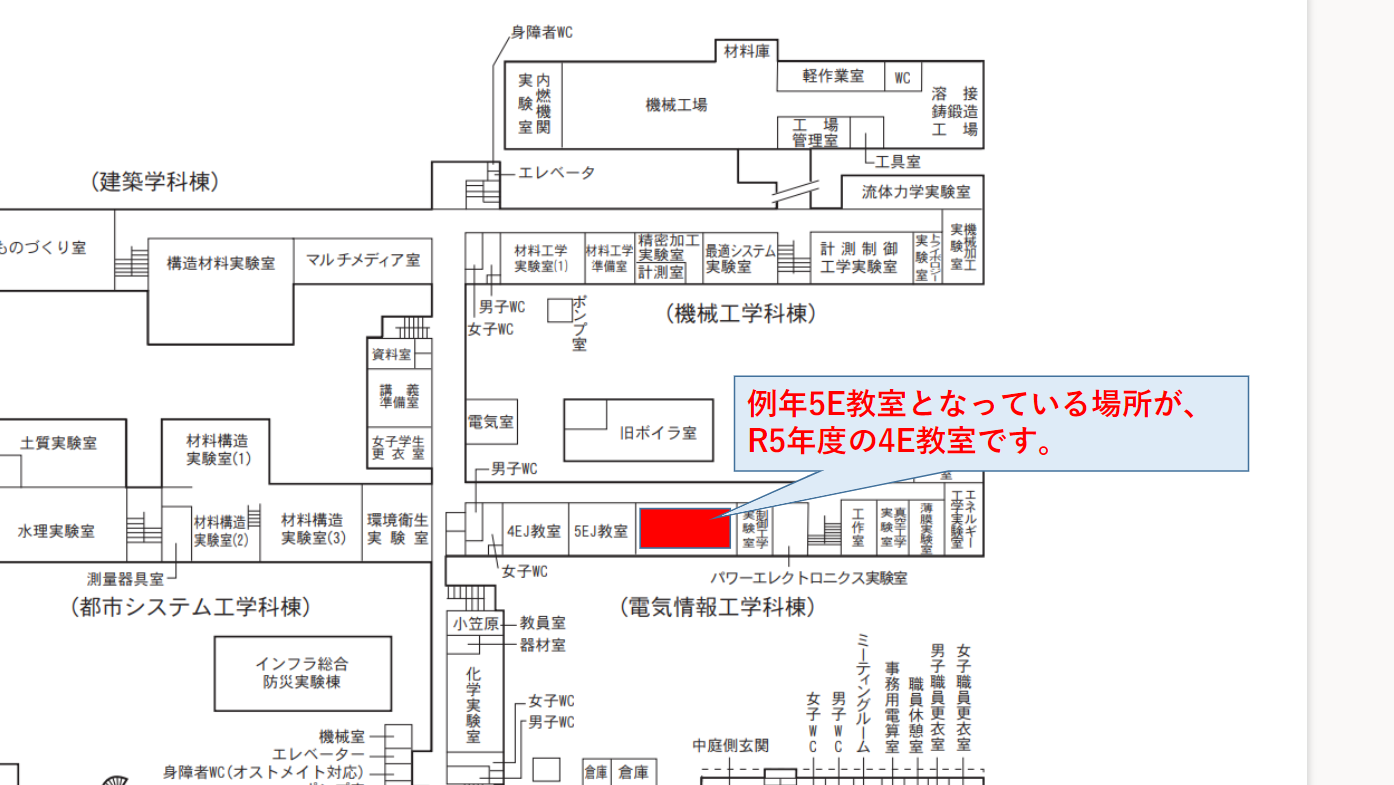 身障者WC
材料庫
内燃機関
実験室
機械工場
軽作業室
WC
溶接
鋳鍛造
工場
工場
管理室
工具室
エレベータ
(建築学科棟)
流体力学実験室
ものづくり室
構造材料実験室
マルチメディア室
材料工学
実験室(1)
材料工学
準備室
精密加工
実験室
計測室
最適システム
実験室
計測制御
工学実験室
トライボロジー
実験室
機械加工
実験室
男子WC
女子WC
ポンプ室
(機械工学科棟)
資料室
講義
準備室
女子学生
更衣室
電気室
旧ボイラ室
例年5E教室となっている場所が、
R5年度の4E教室です。
室
土質実験室
材料構造
実験室(1)
男子WC
水理実験室
材料構造
実験室(2)
材料構造
実験室(3)
環境衛生
実験室
4EJ教室
5EJ教室
制御工学
実験室
工作室
真空工学
実験室
薄膜実験室
エネルギー
工学実験室
測量器具室
女子WC
パワーエレクトロニクス実験室
(都市システム工学科棟)
(電気情報工学科棟)
小笠原
教員室
器材室
インフラ総合
防災実験棟
化学実験室
女子WC
男子WC
機械室
エレベーター
身障者WC(オストメイト対応)
中庭側玄関
女子WC
男子WC
ミーティングルーム
事務用電算室
職員休憩室
男子職員更衣室
女子職員更衣室
倉庫
倉庫